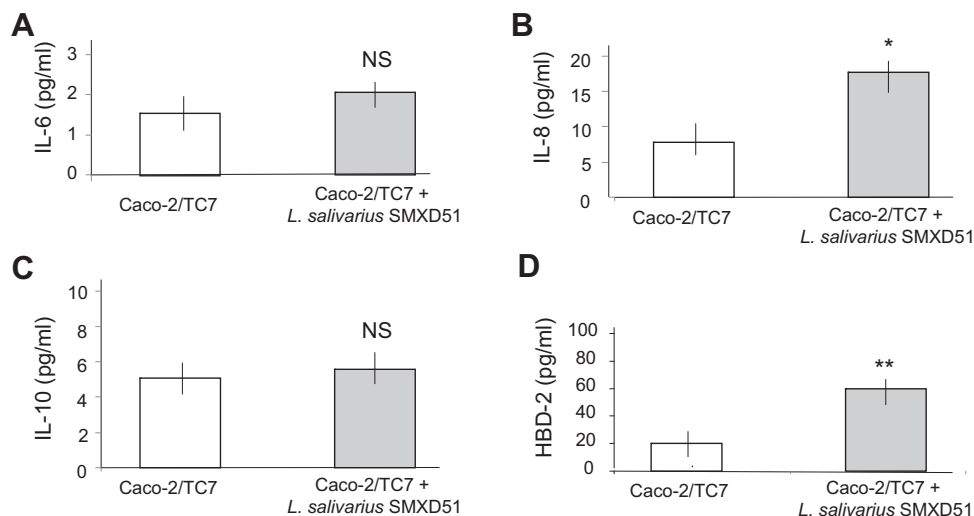 A
IL-6 (pg/ml)
3
2
1
0
NS
Caco-2/TC7
Caco-2/TC7 +
L. salivarius SMXD51
B
IL-8 (pg/ml)
20
15
10
5
0
*
Caco-2/TC7
Caco-2/TC7 +
L. salivarius SMXD51
C
IL-10 (pg/ml)
10
8
6
4
2
0
NS
Caco-2/TC7
Caco-2/TC7 +
L. salivarius SMXD51
D
HBD-2 (pg/ml)
100
80
60
40
20
0
**
Caco-2/TC7
Caco-2/TC7 +
L. salivarius SMXD51